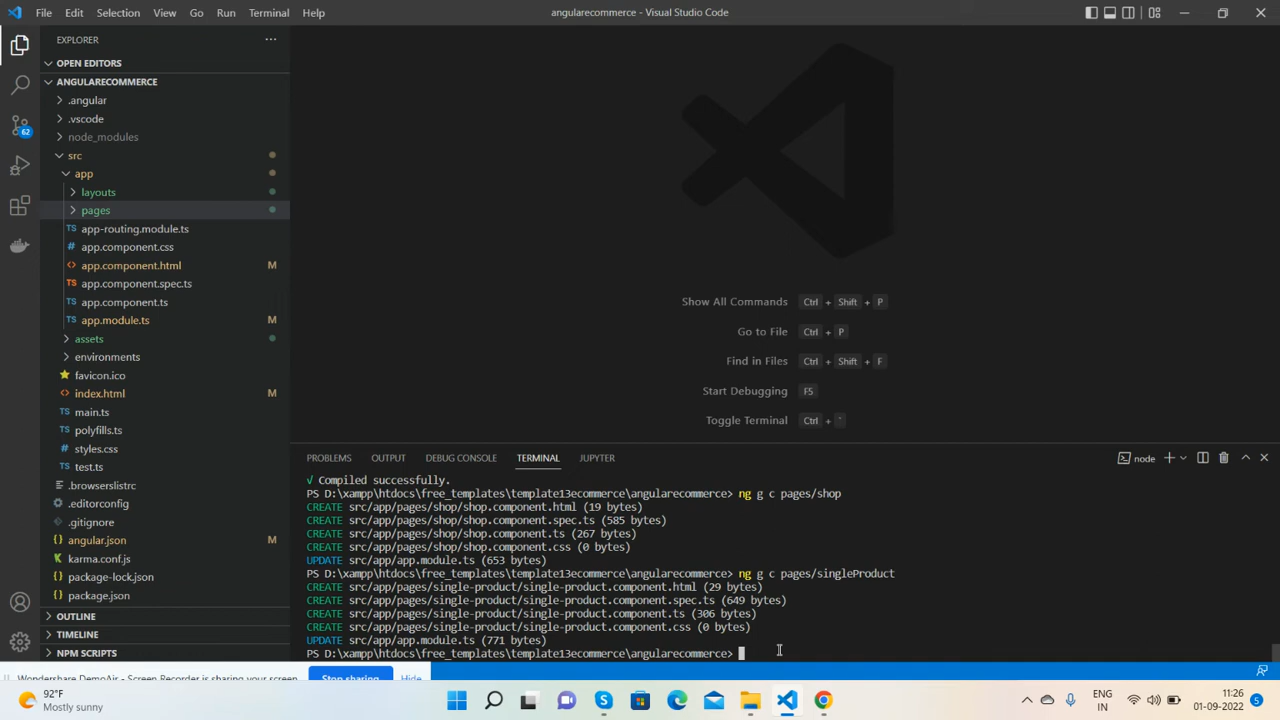 File Edit Selection View Go Run Terminal Help
angularecommerce - Visual Studio Code
EXPLORER
OPEN EDITORS
ANGULARECOMMERCE
.angular
.vscode
node_modules
src
app
layouts
pages
app-routing.module.ts
app.component.css
app.component.html M
app.component.spec.ts
app.component.ts
app.module.ts M
assets
environments
favicon.ico
index.html M
main.ts
polyfills.ts
styles.css
test.ts
.browserslistrc
.editorconfig
.gitignore
angular.json M
karma.conf.js
package-lock.json
package.json
OUTLINE
TIMELINE
NPM SCRIPTS
62
Show All Commands Ctrl + Shift + P
Go to File Ctrl + P
Find in Files Ctrl + Shift + F
Start Debugging F5
Toggle Terminal Ctrl + `
PROBLEMS OUTPUT DEBUG CONSOLE TERMINAL JUPYTER
node
√ Compiled successfully.
PS D:\xampp\htdocs\free_templates\template13ecommerce\angularecommerce> ng g c pages/shop
CREATE src/app/pages/shop/shop.component.html (19 bytes)
CREATE src/app/pages/shop/shop.component.spec.ts (585 bytes)
CREATE src/app/pages/shop/shop.component.ts (267 bytes)
CREATE src/app/pages/shop/shop.component.css (0 bytes)
UPDATE src/app/app.module.ts (653 bytes)
PS D:\xampp\htdocs\free_templates\template13ecommerce\angularecommerce> ng g c pages/singleProduct
CREATE src/app/pages/single-product/single-product.component.html (29 bytes)
CREATE src/app/pages/single-product/single-product.component.spec.ts (649 bytes)
CREATE src/app/pages/single-product/single-product.component.ts (306 bytes)
CREATE src/app/pages/single-product/single-product.component.css (0 bytes)
UPDATE src/app/app.module.ts (771 bytes)
PS D:\xampp\htdocs\free_templates\template13ecommerce\angularecommerce>
Wondershare DemoAir - Screen Recorder is sharing your screen. Stop sharing Hide
92°F
Mostly sunny
ENG
IN
11:26
01-09-2022
5